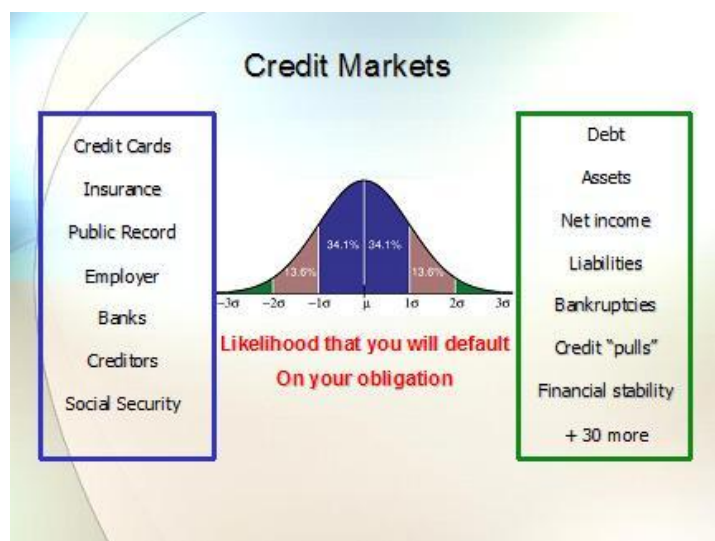 Credit Markets
Credit Cards
Insurance
Public Record
Employer
Banks
Creditors
Social Security
34.1% 34.1%
13.6% 13.6%
-3σ -2σ -1σ μ 1σ 2σ 3σ
Likelihood that you will default
On your obligation
Debt
Assets
Net income
Liabilities
Bankruptcies
Credit “pulls”
Financial stability
+ 30 more